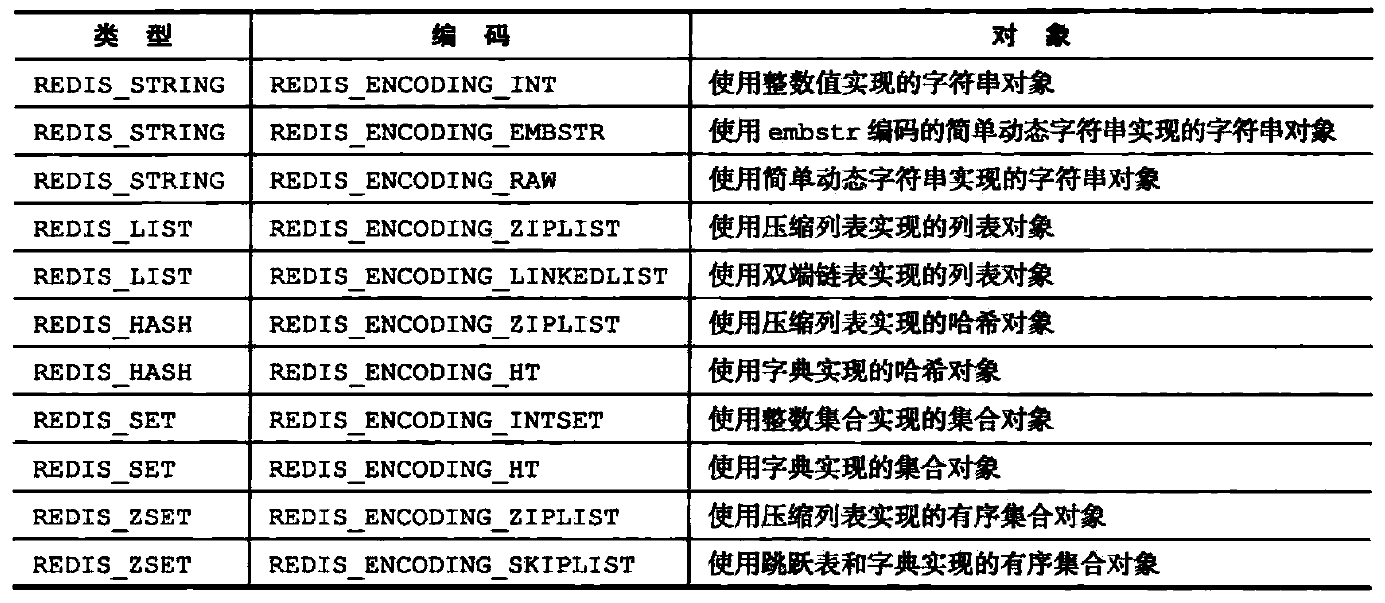 类 型 编 码 对 象
REDIS_STRING REDIS_ENCODING_INT 使用整数值实现的字符串对象
REDIS_STRING REDIS_ENCODING_EMBSTR 使用 embstr 编码的简单动态字符串实现的字符串对象
REDIS_STRING REDIS_ENCODING_RAW 使用简单动态字符串实现的字符串对象
REDIS_LIST REDIS_ENCODING_ZIPLIST 使用压缩列表实现的列表对象
REDIS_LIST REDIS_ENCODING_LINKEDLIST 使用双端链表实现的列表对象
REDIS_HASH REDIS_ENCODING_ZIPLIST 使用压缩列表实现的哈希对象
REDIS_HASH REDIS_ENCODING_HT 使用字典实现的哈希对象
REDIS_SET REDIS_ENCODING_INTSET 使用整数集合实现的集合对象
REDIS_SET REDIS_ENCODING_HT 使用字典实现的集合对象
REDIS_ZSET REDIS_ENCODING_ZIPLIST 使用压缩列表实现的有序集合对象
REDIS_ZSET REDIS_ENCODING_SKIPLIST 使用跳跃表和字典实现的有序集合对象